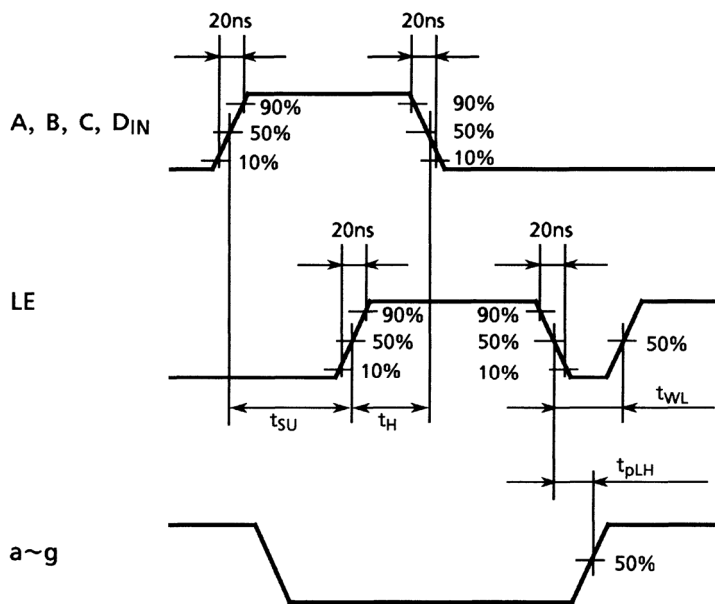 20ns 20ns
A, B, C, DIN
90% 90%
50% 50%
10% 10%
20ns 20ns
LE
90% 90%
50% 50% 50%
10% 10%
tSU tH tWL
tpLH
a~g
50%